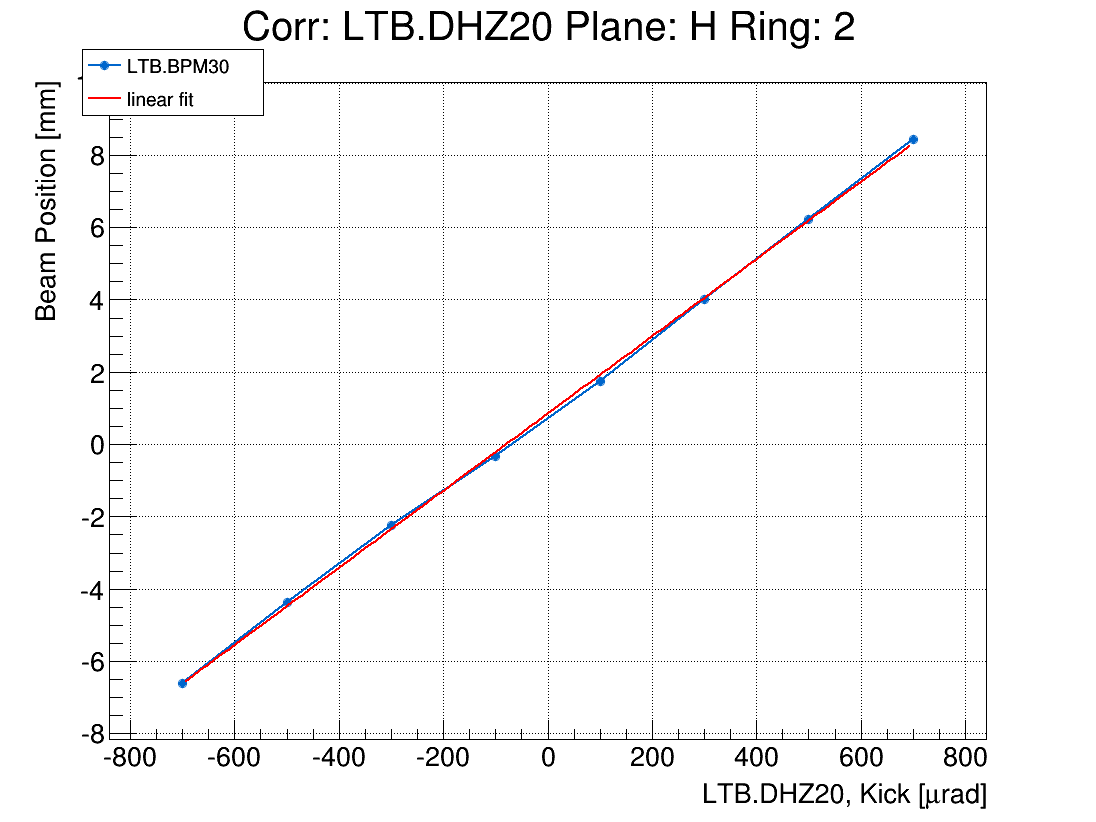 Corr: LTB.DHZ20 Plane: H Ring: 2
LTB.BPM30
linear fit
Beam Position [mm]
8
6
4
2
0
-2
-4
-6
-8
-800 -600 -400 -200 0 200 400 600 800
LTB.DHZ20, Kick [μrad]